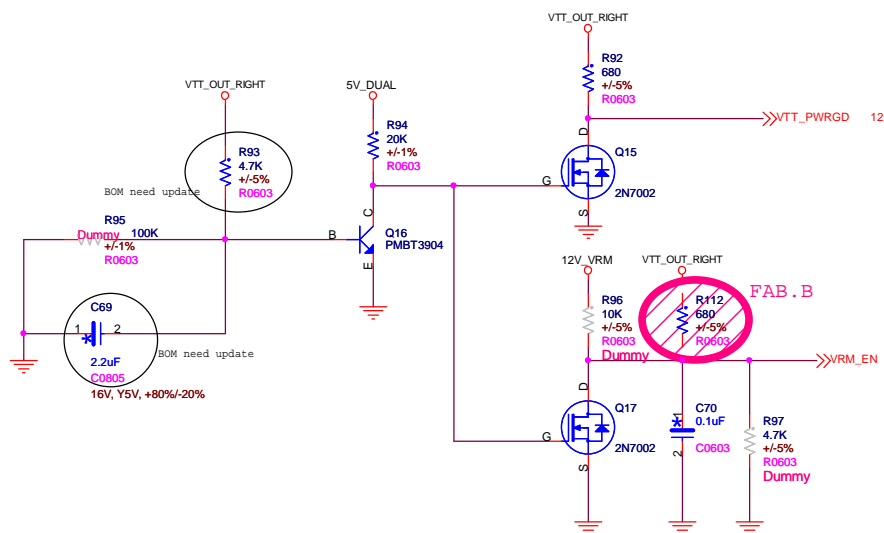 VTT_OUT_RIGHT
R92
680
+/-5%
R0603
VTT_PWRGD 12
VTT_OUT_RIGHT
5V_DUAL
R93
4.7K
+/-5%
R0603
BOM need update
R94
20K
+/-1%
R0603
D
Q15
G
2N7002
S
R95
Dummy 100K
+/-1%
R0603
C
B
Q16
PMBT3904
E
12V_VRM
VTT_OUT_RIGHT
R96
10K
+/-5%
R0603
Dummy
R112
680
+/-5%
R0603
FAB.B
VRM_EN
C69
1 2
2.2uF
C0805
16V, Y5V, +80%/-20%
BOM need update
D
Q17
G
2N7002
S
C70
1
0.1uF
2
C0603
R97
4.7K
+/-5%
R0603
Dummy